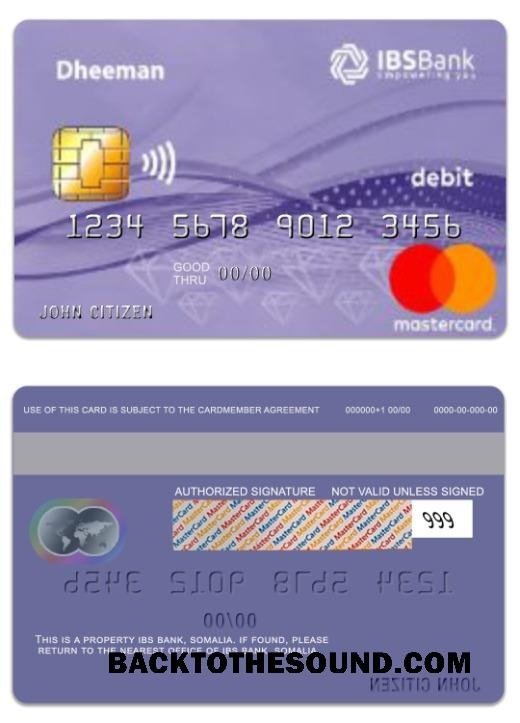 Dheeman
IBSBank
empowering you
debit
1234 5678 9012 3456
GOOD
THRU 00/00
JOHN CITIZEN
mastercard.
USE OF THIS CARD IS SUBJECT TO THE CARDMEMBER AGREEMENT 000000+1 00/00 0000-00-000-00
AUTHORIZED SIGNATURE NOT VALID UNLESS SIGNED
MasterCard MasterCard MasterCard
999
1234 5678 9012 3456
00/00
THIS IS A PROPERTY IBS BANK, SOMALIA. IF FOUND, PLEASE
RETURN TO THE NEAREST OFFICE OF IBS BANK, SOMALIA
BACKTOTHESOUND.COM
JOHN CITIZEN